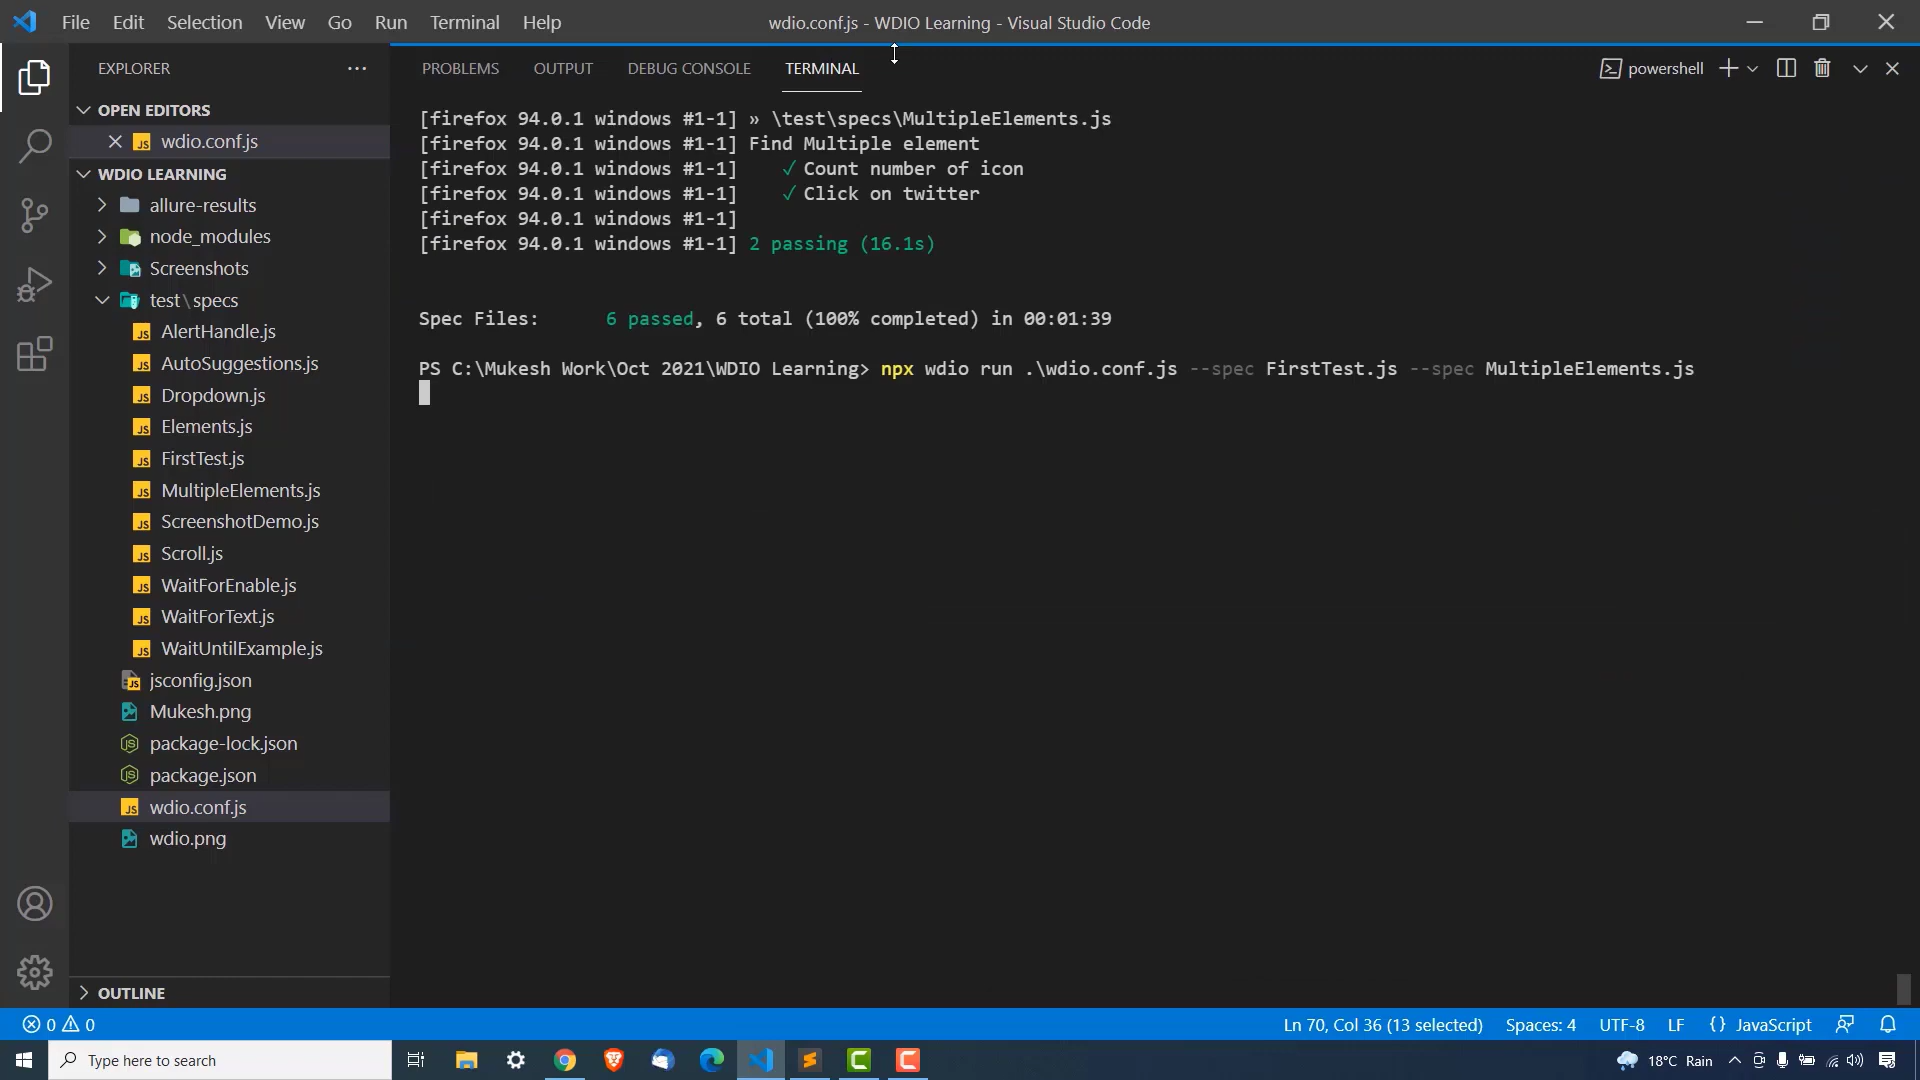 File Edit Selection View Go Run Terminal Help
wdio.conf.js - WDIO Learning - Visual Studio Code
EXPLORER
OPEN EDITORS
wdio.conf.js
WDIO LEARNING
allure-results
node_modules
Screenshots
test\specs
AlertHandle.js
AutoSuggestions.js
Dropdown.js
Elements.js
FirstTest.js
MultipleElements.js
ScreenshotDemo.js
Scroll.js
WaitForEnable.js
WaitForText.js
WaitUntilExample.js
jsconfig.json
Mukesh.png
package-lock.json
package.json
wdio.conf.js
wdio.png
OUTLINE
PROBLEMS OUTPUT DEBUG CONSOLE TERMINAL
powershell
[firefox 94.0.1 windows #1-1] » \test\specs\MultipleElements.js
[firefox 94.0.1 windows #1-1] Find Multiple element
[firefox 94.0.1 windows #1-1] ✓ Count number of icon
[firefox 94.0.1 windows #1-1] ✓ Click on twitter
[firefox 94.0.1 windows #1-1]
[firefox 94.0.1 windows #1-1] 2 passing (16.1s)
Spec Files: 6 passed, 6 total (100% completed) in 00:01:39
PS C:\Mukesh Work\Oct 2021\WDIO Learning> npx wdio run .\wdio.conf.js --spec FirstTest.js --spec MultipleElements.js
0 0
Ln 70, Col 36 (13 selected) Spaces: 4 UTF-8 LF {} JavaScript
Type here to search
18°C Rain